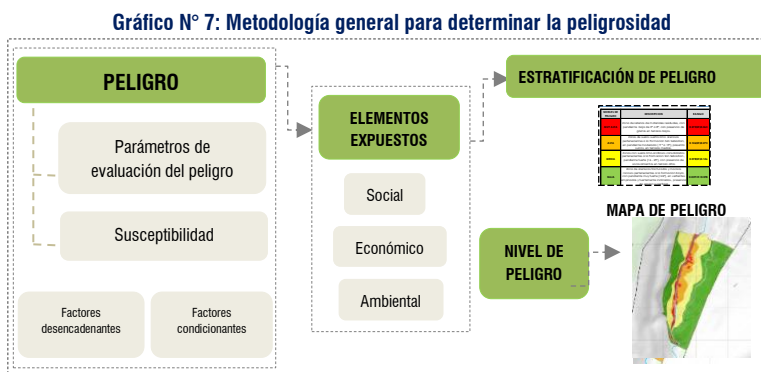 Gráfico N° 7: Metodología general para determinar la peligrosidad
PELIGRO
Parámetros de
evaluación del peligro
Susceptibilidad
Factores
desencadenantes
Factores
condicionantes
ELEMENTOS
EXPUESTOS
Social
Económico
Ambiental
ESTRATIFICACIÓN DE PELIGRO
NIVEL DE
PELIGRO
MAPA DE PELIGRO